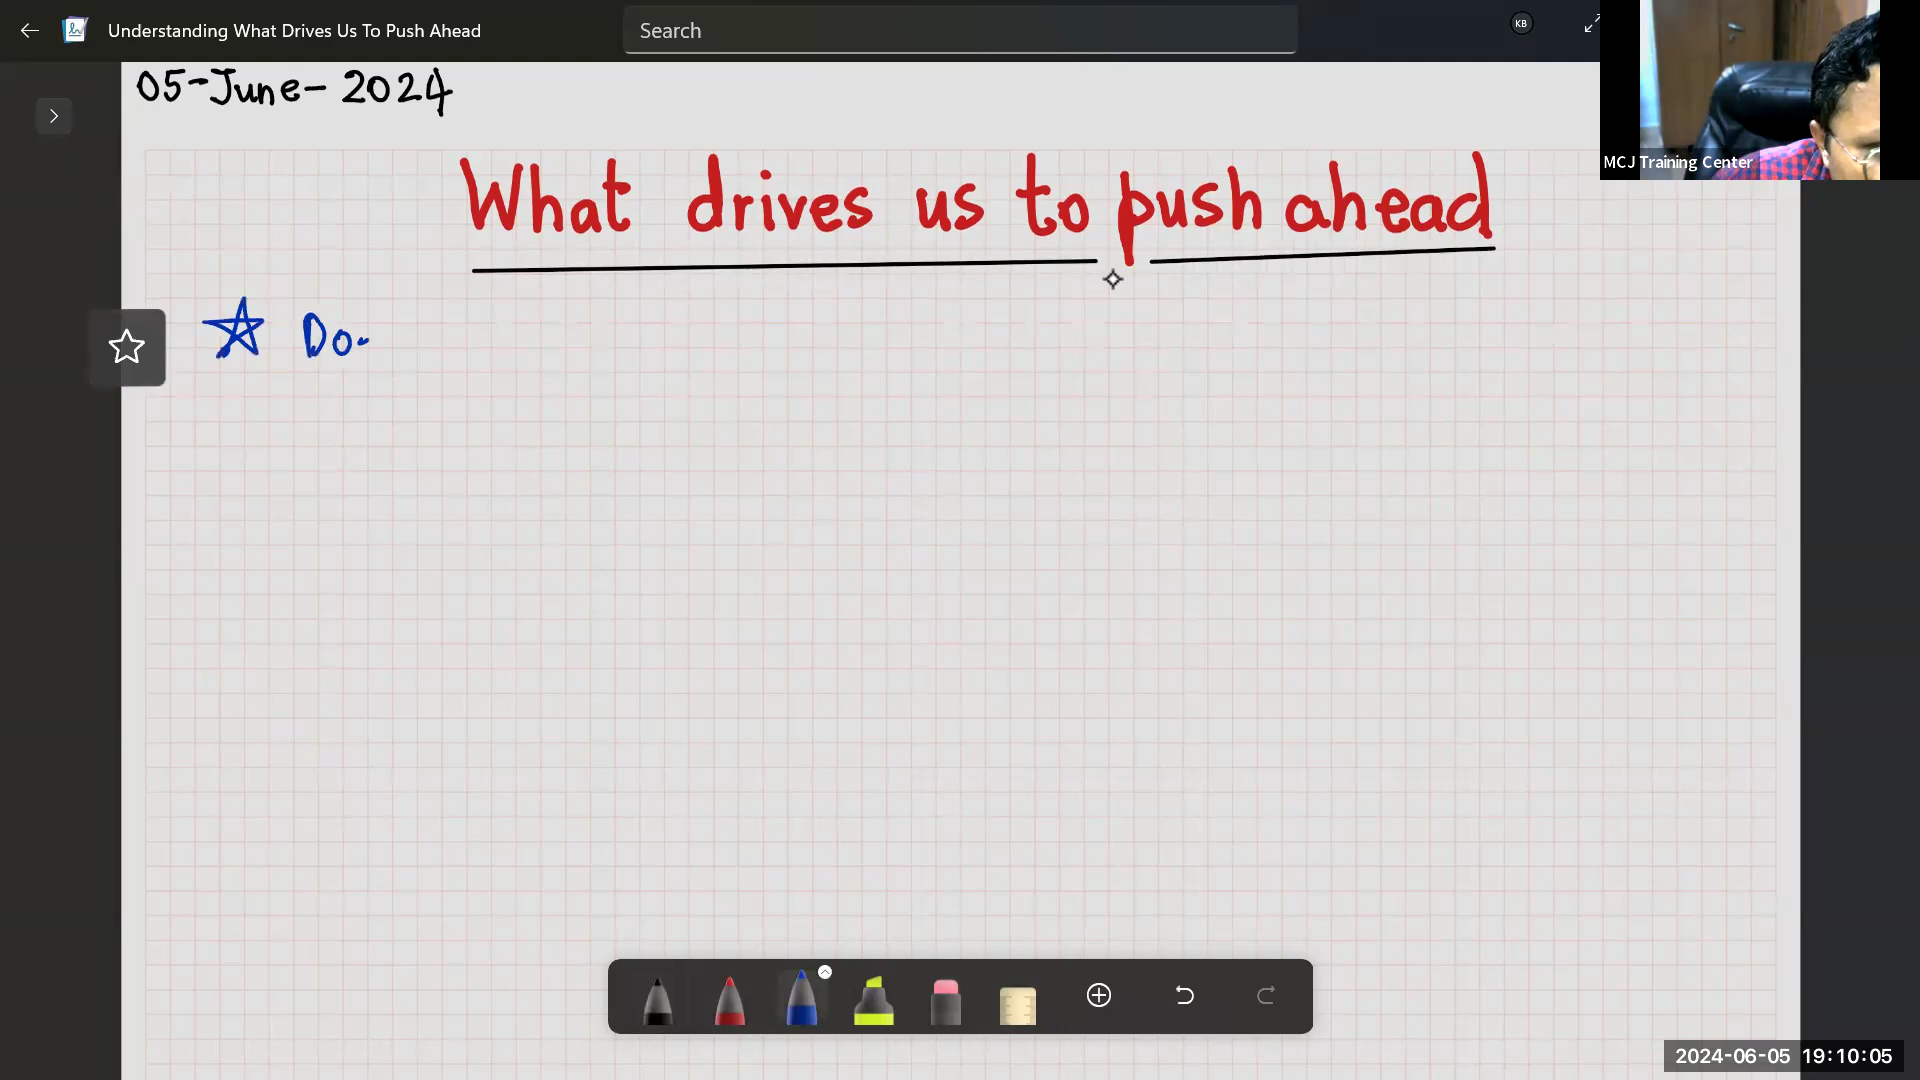 Understanding What Drives Us To Push Ahead
Search
KB
MCJ Training Center
05-June-2024
What drives us to push ahead
Do
2024-06-05 19:10:05